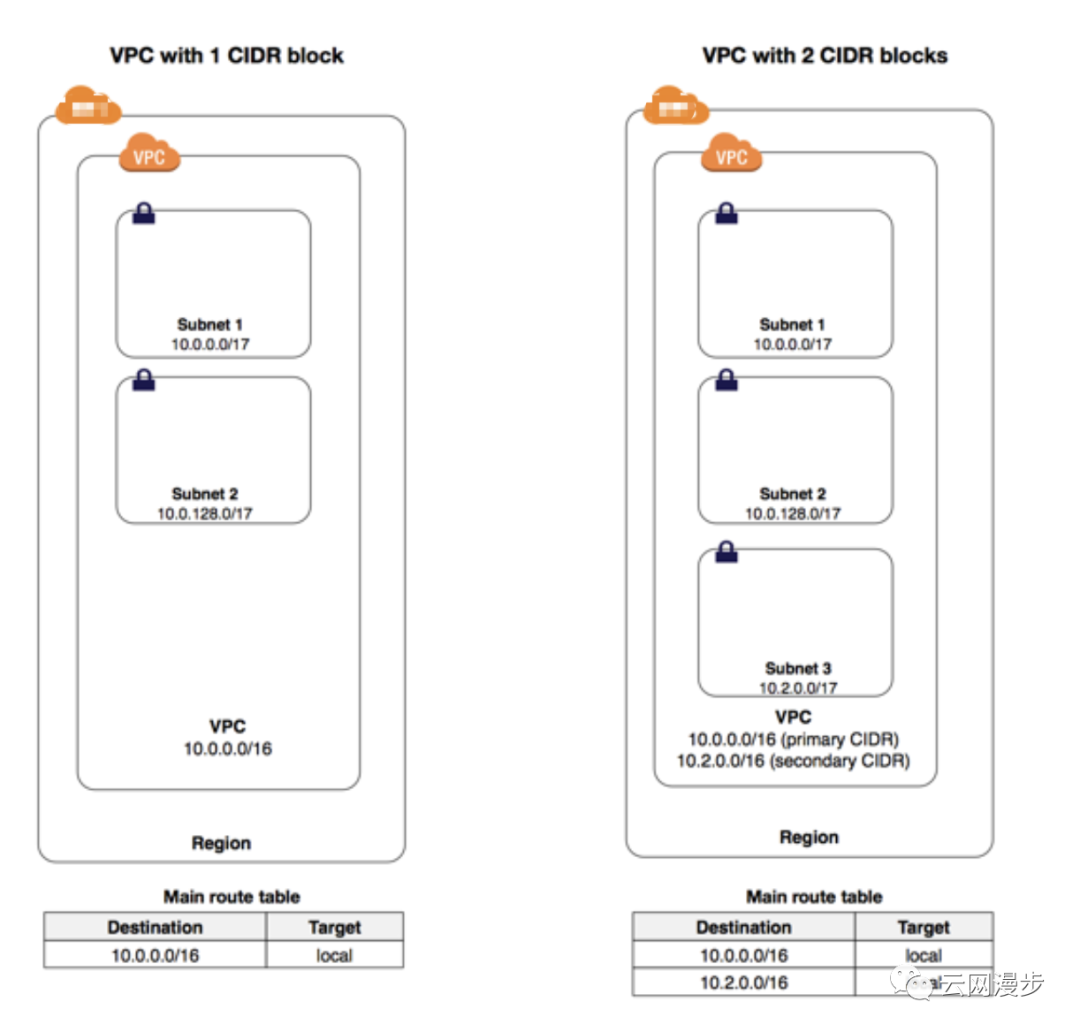 VPC with 1 CIDR block
VPC
Subnet 1
10.0.0.0/17
Subnet 2
10.0.128.0/17
VPC
10.0.0.0/16
Region
Main route table
Destination Target
10.0.0.0/16 local
VPC with 2 CIDR blocks
VPC
Subnet 1
10.0.0.0/17
Subnet 2
10.0.128.0/17
Subnet 3
10.2.0.0/17
VPC
10.0.0.0/16 (primary CIDR)
10.2.0.0/16 (secondary CIDR)
Region
Main route table
Destination Target
10.0.0.0/16 local
10.2.0.0/16
云网漫步